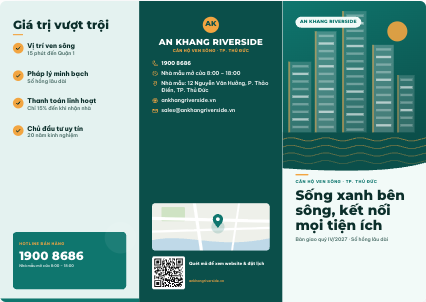 Giá trị vượt trội
Vị trí ven sông
15 phút đến Quận 1
Pháp lý minh bạch
Sổ hồng lâu dài
Thanh toán linh hoạt
Chỉ 15% đến khi nhận nhà
Chủ đầu tư uy tín
20 năm kinh nghiệm
HOTLINE BÁN HÀNG
1900 8686
Nhà mẫu mở cửa 8:00 – 18:00
AK
AN KHANG RIVERSIDE
CĂN HỘ VEN SÔNG · TP. THỦ ĐỨC
1900 8686
Nhà mẫu mở cửa 8:00 – 18:00
Nhà mẫu: 12 Nguyễn Văn Hưởng, P. Thảo
Điền, TP. Thủ Đức
ankhangriverside.vn
sales@ankhangriverside.vn
Quét mã để xem website & đặt lịch
ankhangriverside.vn
AN KHANG RIVERSIDE
CĂN HỘ VEN SÔNG · TP. THỦ ĐỨC
Sống xanh bên
sông, kết nối
mọi tiện ích
Bàn giao quý IV/2027 · Sổ hồng lâu dài